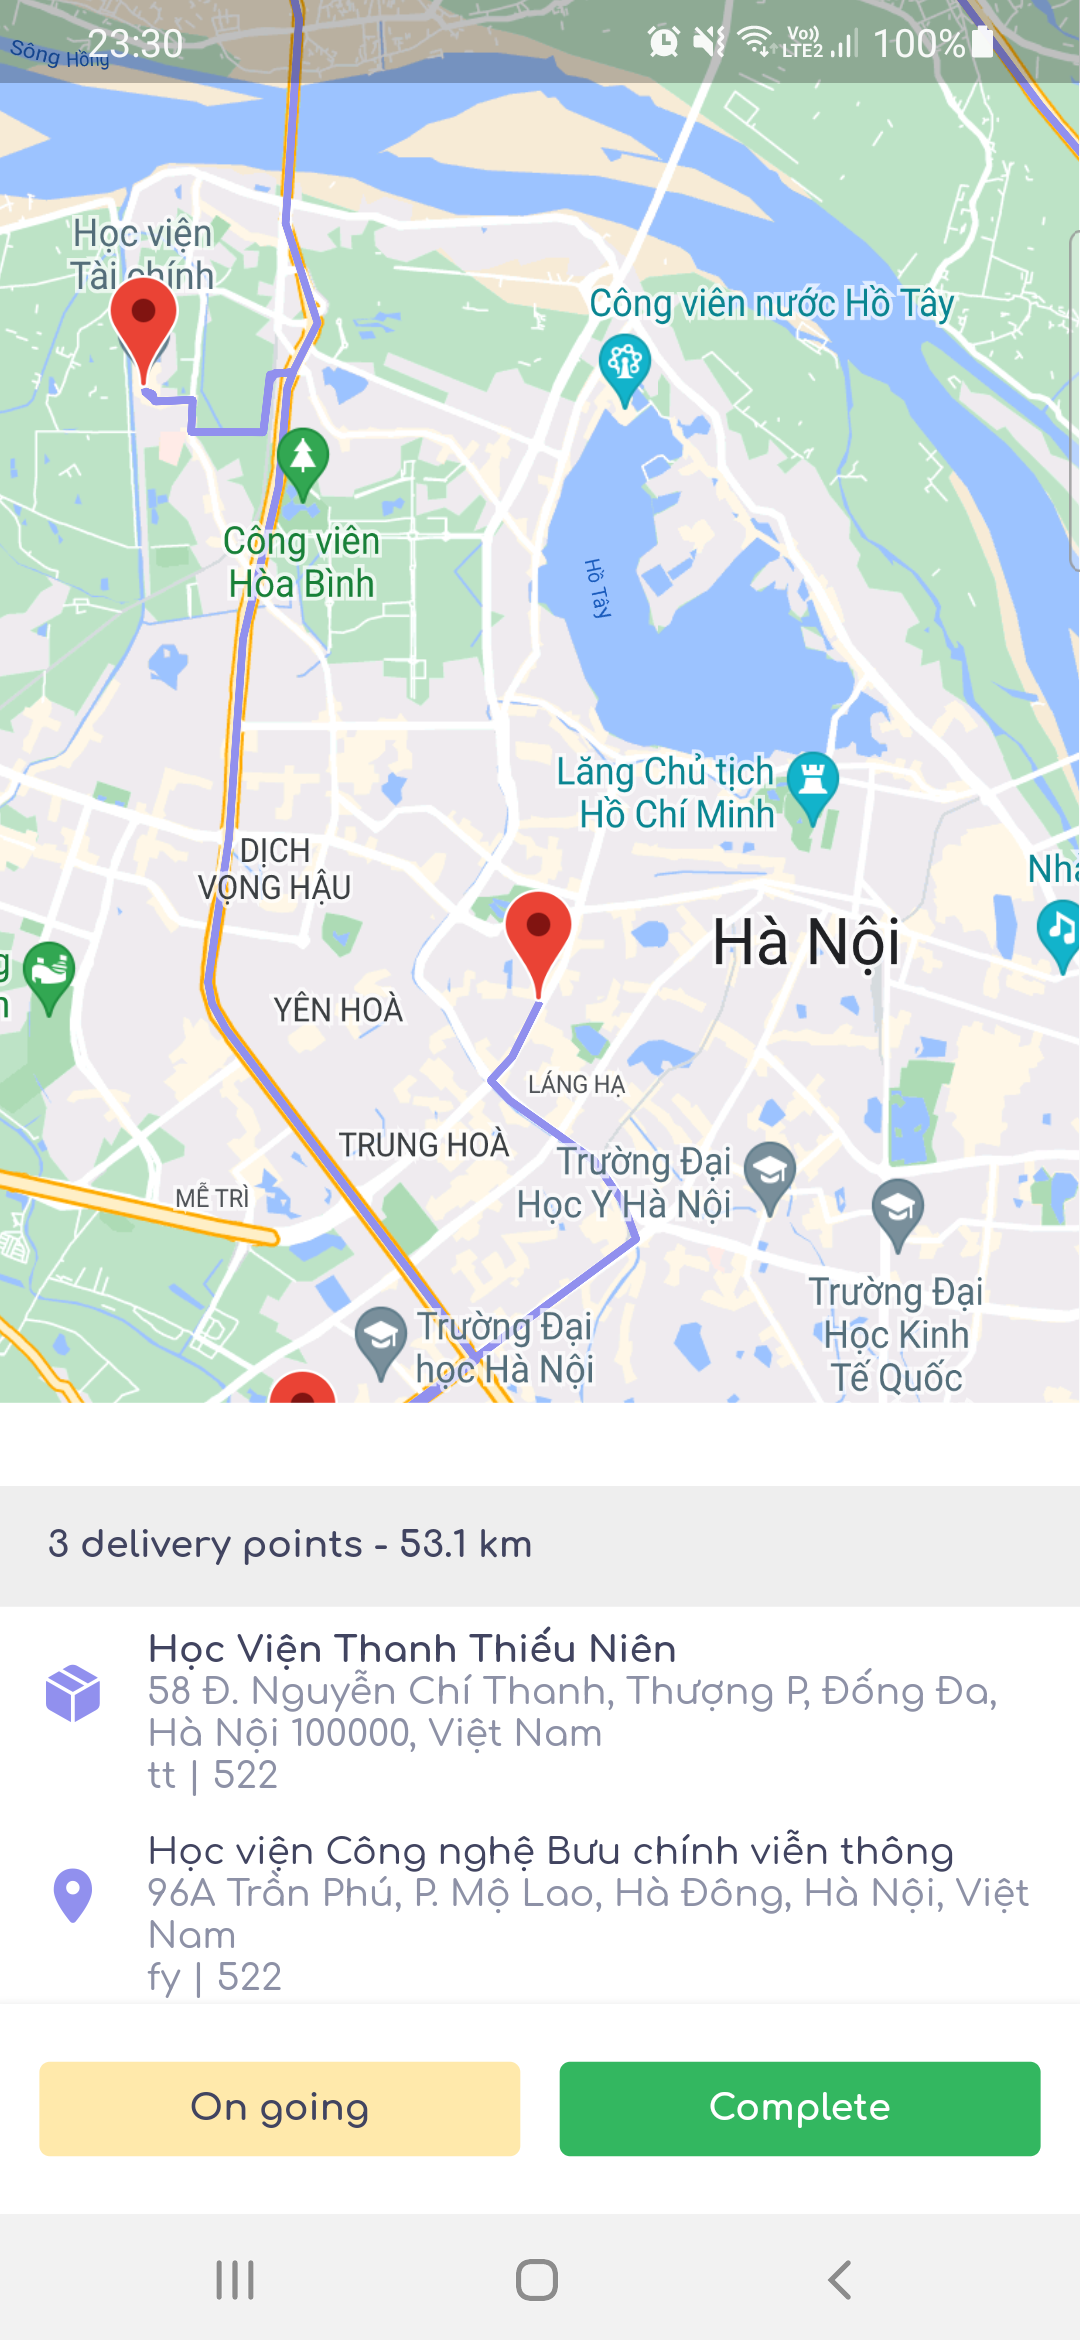 Sông Hồng
23:30
Vo))
LTE2
100%
Học viện
Tài chính
Công viên nước Hồ Tây
Công viên
Hòa Bình
Hồ Tây
Lăng Chủ tịch
Hồ Chí Minh
DỊCH
VỌNG HẬU
Nhà
Hà Nội
g
n
YÊN HOÀ
LÁNG HẠ
TRUNG HOÀ
Trường Đại
Học Y Hà Nội
MỄ TRÌ
Trường Đại
Học Kinh
Tế Quốc
Trường Đại
học Hà Nội
3 delivery points - 53.1 km
Học Viện Thanh Thiếu Niên
58 Đ. Nguyễn Chí Thanh, Thượng P, Đống Đa,
Hà Nội 100000, Việt Nam
tt | 522
Học viện Công nghệ Bưu chính viễn thông
96A Trần Phú, P. Mộ Lao, Hà Đông, Hà Nội, Việt
Nam
fy | 522
On going
Complete